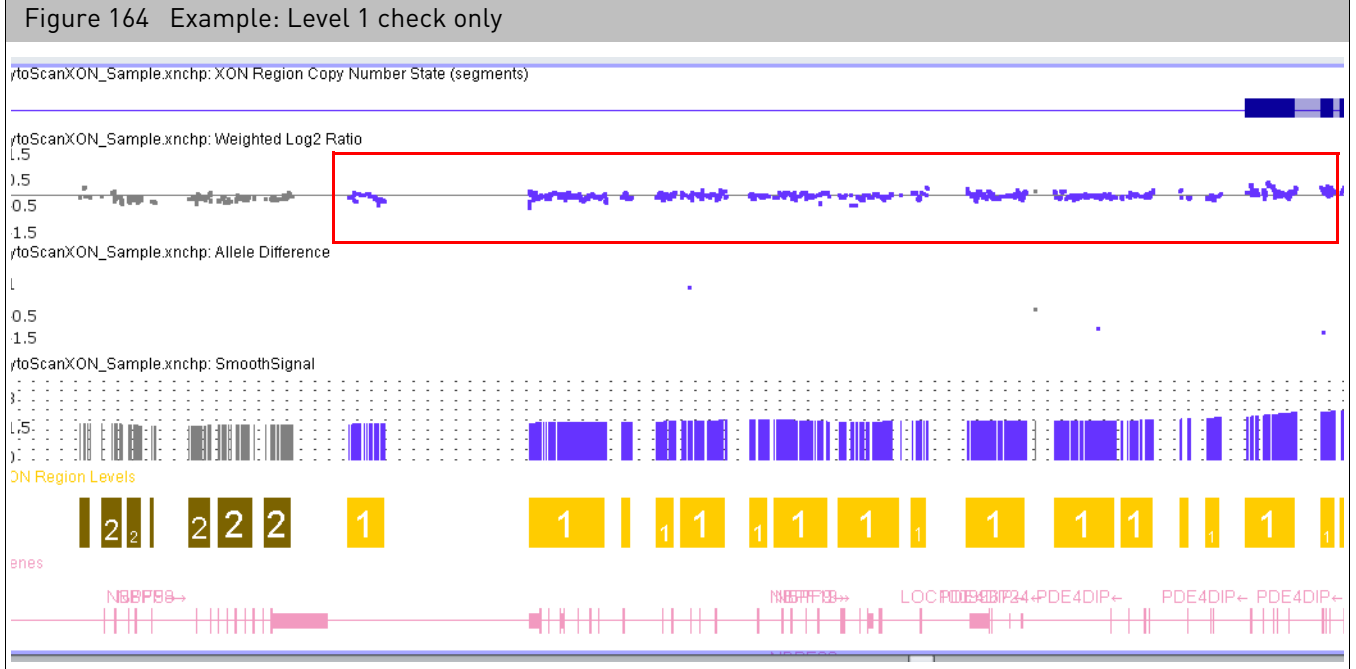 Figure 164 Example: Level 1 check only
ytoScanXON_Sample.xnchp: XON Region Copy Number State (segments)
ytoScanXON_Sample.xnchp: Weighted Log2 Ratio
1.5
0.5
-0.5
-1.5
ytoScanXON_Sample.xnchp: Allele Difference
1
0.5
-1.5
ytoScanXON_Sample.xnchp: SmoothSignal
3
1.5
0
ON Region Levels
2 2 2 2 2 1 1 1 1 1 1 1 1 1 1 1 1 1 1
enes
PDE4DIP← PDE4DIP← PDE4DIP←